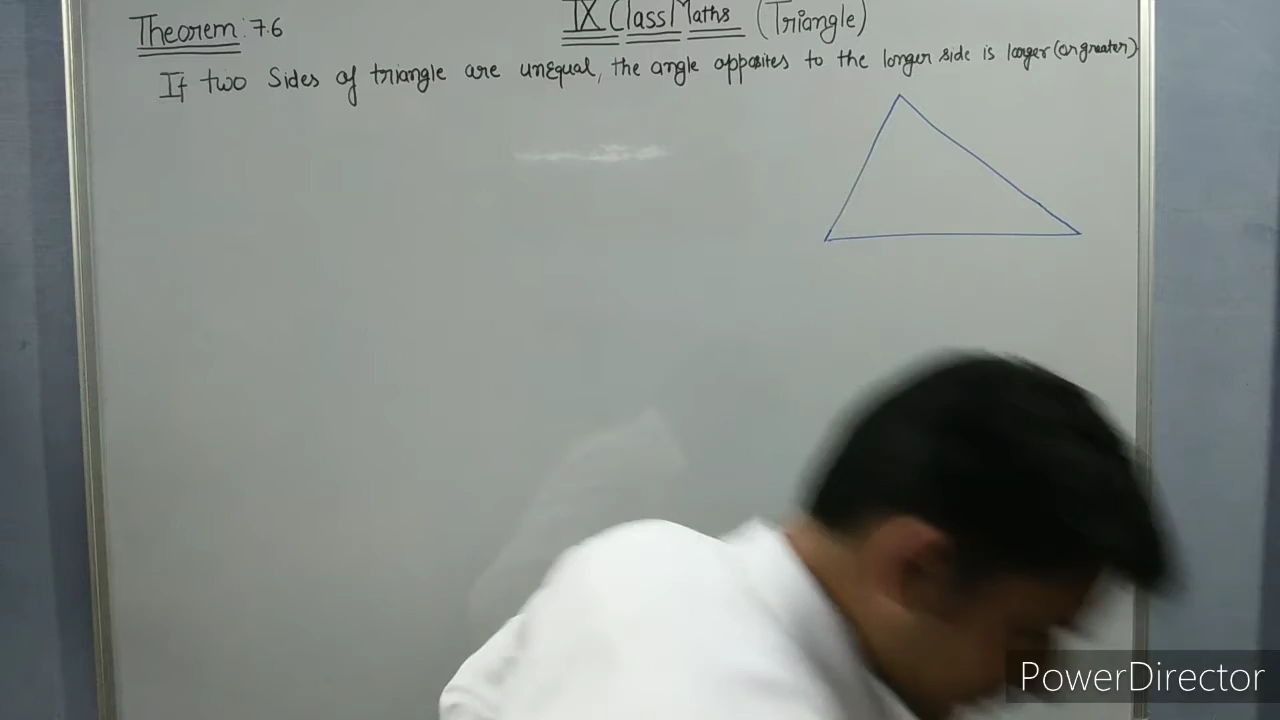 IX Class Maths (Triangle)
Theorem: 7.6
If two Sides of triangle are unequal, the angle opposites to the longer side is larger (or greater)
PowerDirector